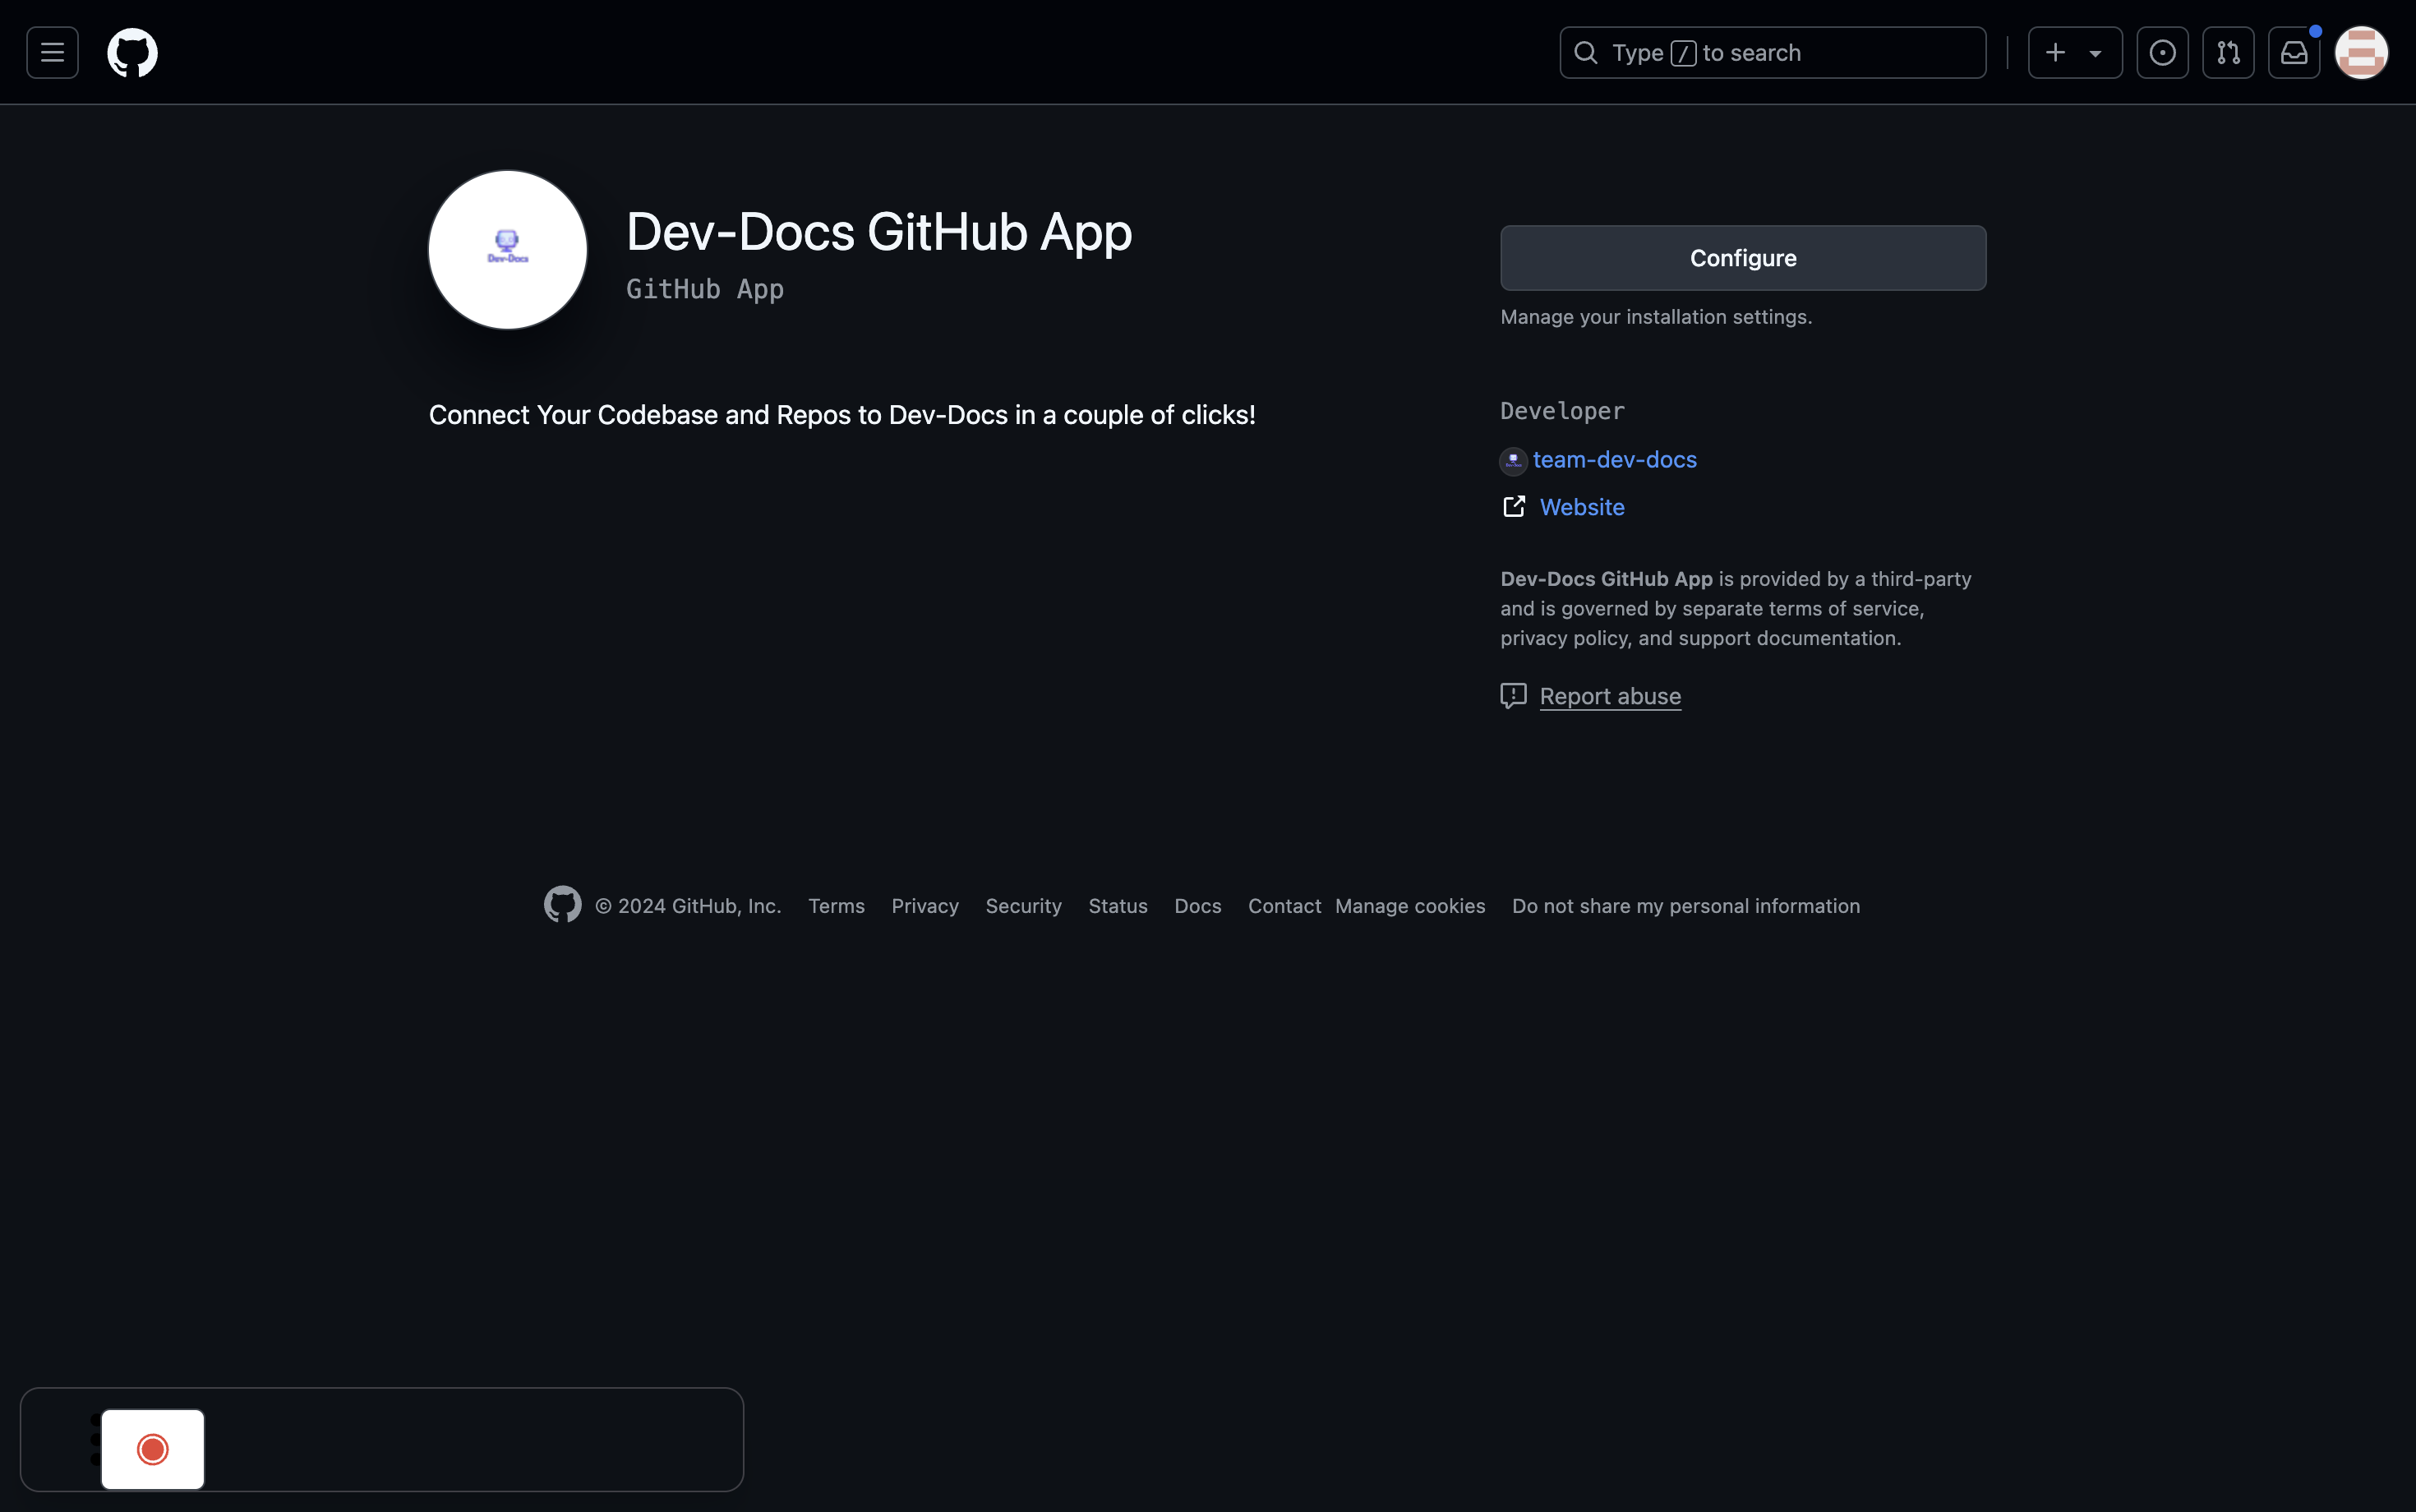 Type / to search
Dev-Docs
Dev-Docs GitHub App
GitHub App
Configure
Manage your installation settings.
Connect Your Codebase and Repos to Dev-Docs in a couple of clicks!
Developer
team-dev-docs
Website
Dev-Docs GitHub App is provided by a third-party
and is governed by separate terms of service,
privacy policy, and support documentation.
Report abuse
© 2024 GitHub, Inc. Terms Privacy Security Status Docs Contact Manage cookies Do not share my personal information